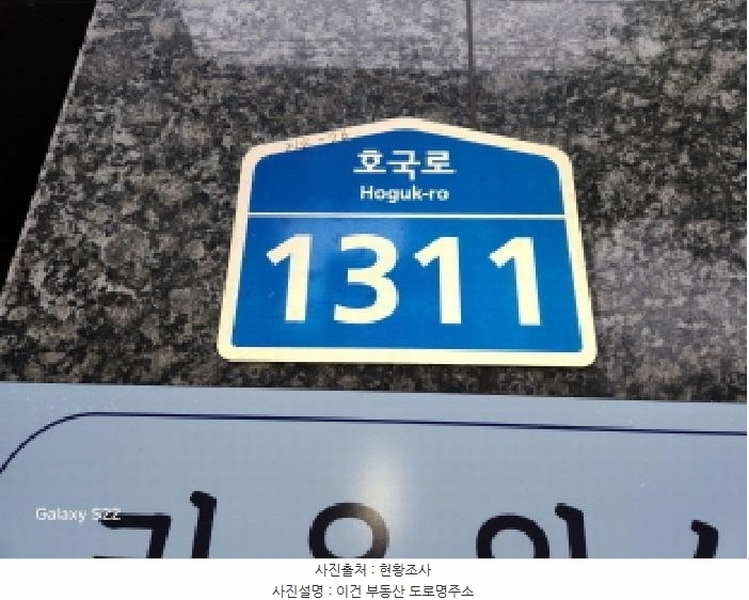 호국로
Hoguk-ro
1311
Galaxy S22
사진출처 : 현황조사
사진설명 : 이건 부동산 도로명주소